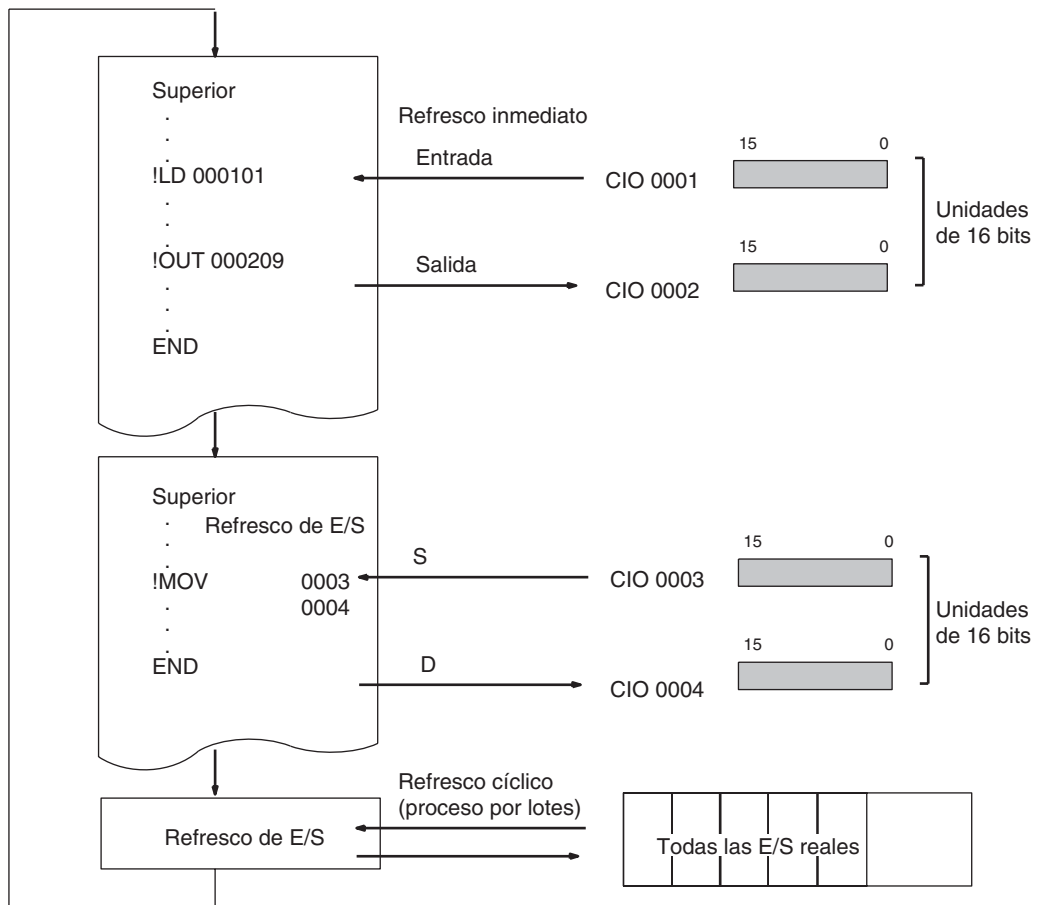 Superior
.
.
.
!LD 000101
.
.
.
!OUT 000209
.
.
.
END
Refresco inmediato
Entrada
CIO 0001
15 0
Salida
CIO 0002
15 0
Unidades
de 16 bits
Superior
.
Refresco de E/S
.
.
!MOV 0003
0004
.
.
.
END
S
CIO 0003
15 0
D
CIO 0004
15 0
Unidades
de 16 bits
Refresco cíclico
(proceso por lotes)
Refresco de E/S
Todas las E/S reales